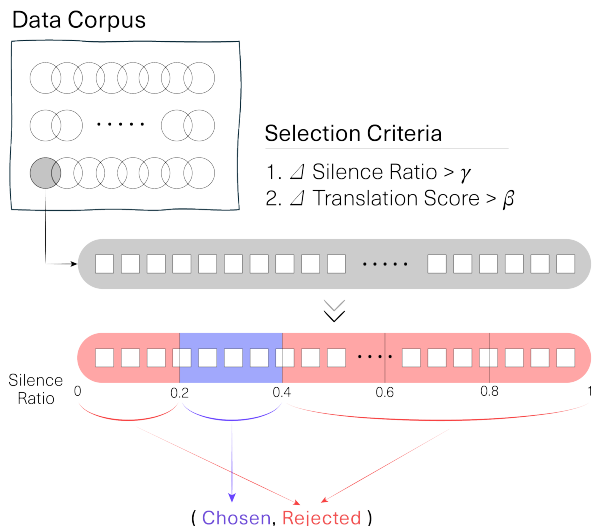 Data Corpus
Selection Criteria
1. ⊿ Silence Ratio > γ
2. ⊿ Translation Score > β
Silence
Ratio
0 0.2 0.4 0.6 0.8 1
( Chosen, Rejected )